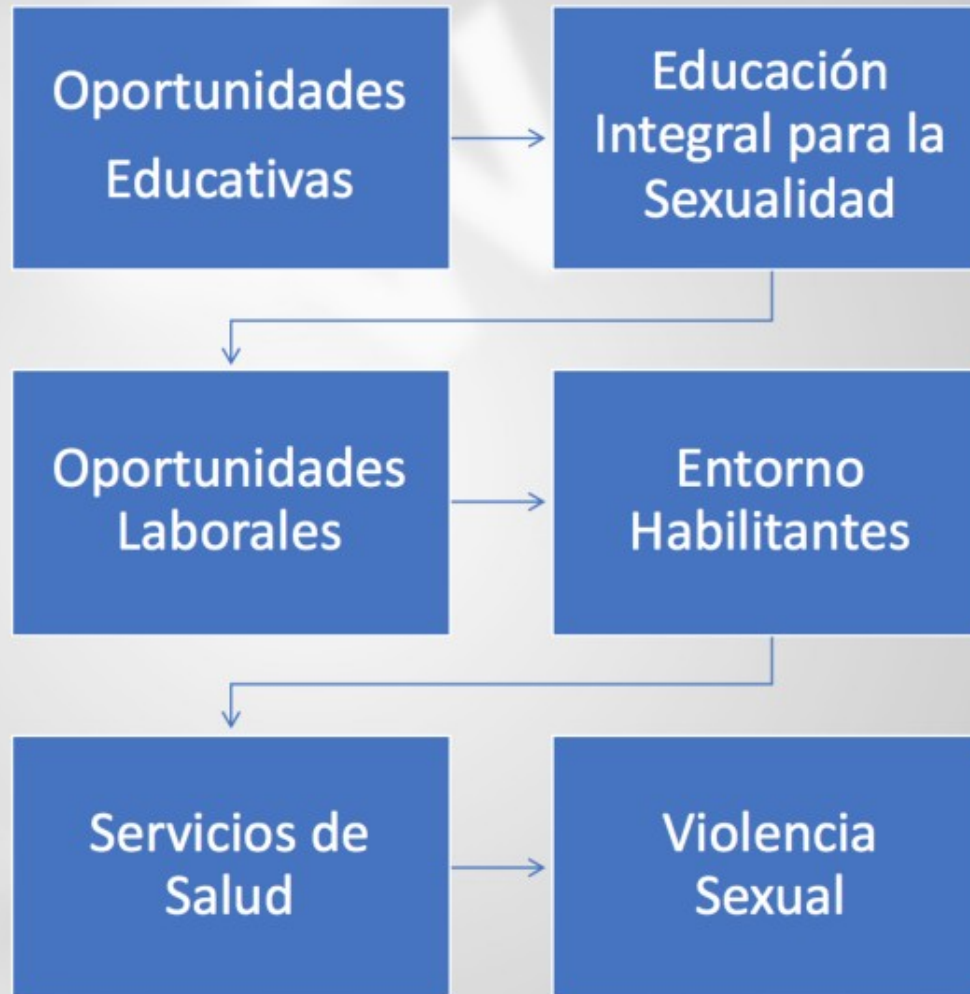 Oportunidades
Educativas
Educación
Integral para la
Sexualidad
Oportunidades
Laborales
Entorno
Habilitantes
Servicios de
Salud
Violencia
Sexual